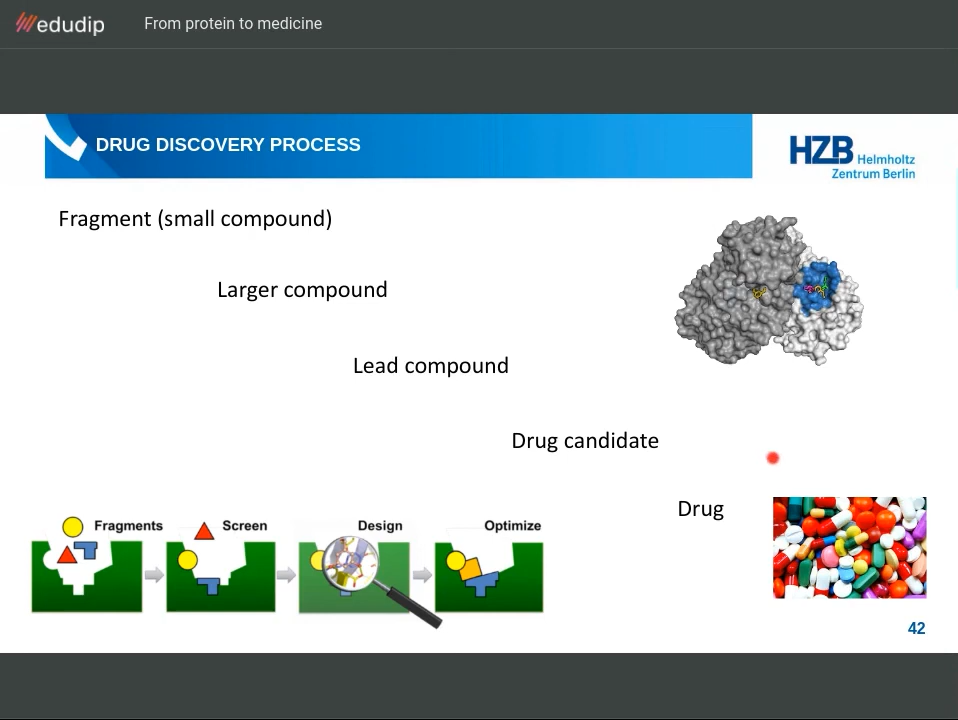 edudip
From protein to medicine
DRUG DISCOVERY PROCESS
HZB Helmholtz
Zentrum Berlin
Fragment (small compound)
Larger compound
Lead compound
Drug candidate
Drug
Fragments
Screen
Design
Optimize
42